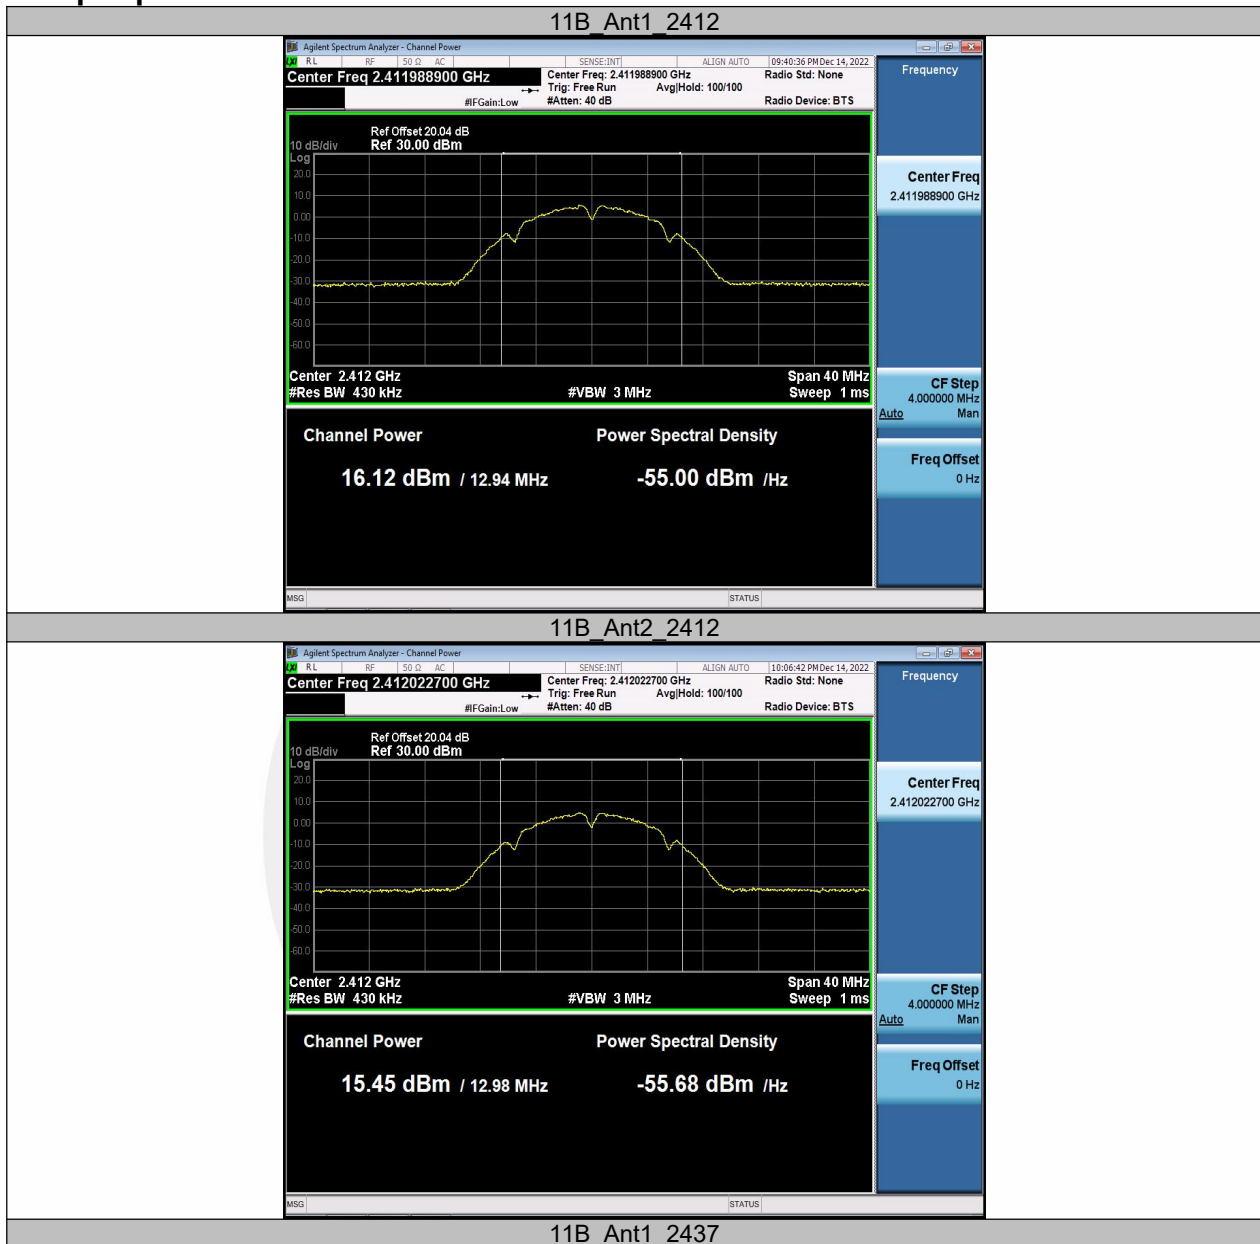 11B_Ant1_2412
Agilent Spectrum Analyzer - Channel Power
LXI RL RF 50 Ω AC SENSE:INT ALIGN AUTO 09:40:36 PM Dec 14, 2022
Center Freq 2.411988900 GHz
Center Freq: 2.411988900 GHz
Radio Std: None
Trig: Free Run Avg|Hold: 100/100
#IFGain:Low #Atten: 40 dB Radio Device: BTS
Frequency
Ref Offset 20.04 dB
10 dB/div Ref 30.00 dBm
Log
20.0
10.0
0.00
-10.0
-20.0
-30.0
-40.0
-50.0
-60.0
Center 2.412 GHz Span 40 MHz
#Res BW 430 kHz #VBW 3 MHz Sweep 1 ms
Channel Power Power Spectral Density
16.12 dBm / 12.94 MHz -55.00 dBm /Hz
Center Freq
2.411988900 GHz
CF Step
4.000000 MHz
Auto Man
Freq Offset
0 Hz
MSG STATUS
11B_Ant2_2412
Agilent Spectrum Analyzer - Channel Power
LXI RL RF 50 Ω AC SENSE:INT ALIGN AUTO 10:06:42 PM Dec 14, 2022
Center Freq 2.412022700 GHz
Center Freq: 2.412022700 GHz
Radio Std: None
Trig: Free Run Avg|Hold: 100/100
#IFGain:Low #Atten: 40 dB Radio Device: BTS
Frequency
Ref Offset 20.04 dB
10 dB/div Ref 30.00 dBm
Log
20.0
10.0
0.00
-10.0
-20.0
-30.0
-40.0
-50.0
-60.0
Center 2.412 GHz Span 40 MHz
#Res BW 430 kHz #VBW 3 MHz Sweep 1 ms
Channel Power Power Spectral Density
15.45 dBm / 12.98 MHz -55.68 dBm /Hz
Center Freq
2.412022700 GHz
CF Step
4.000000 MHz
Auto Man
Freq Offset
0 Hz
MSG STATUS
11B_Ant1_2437